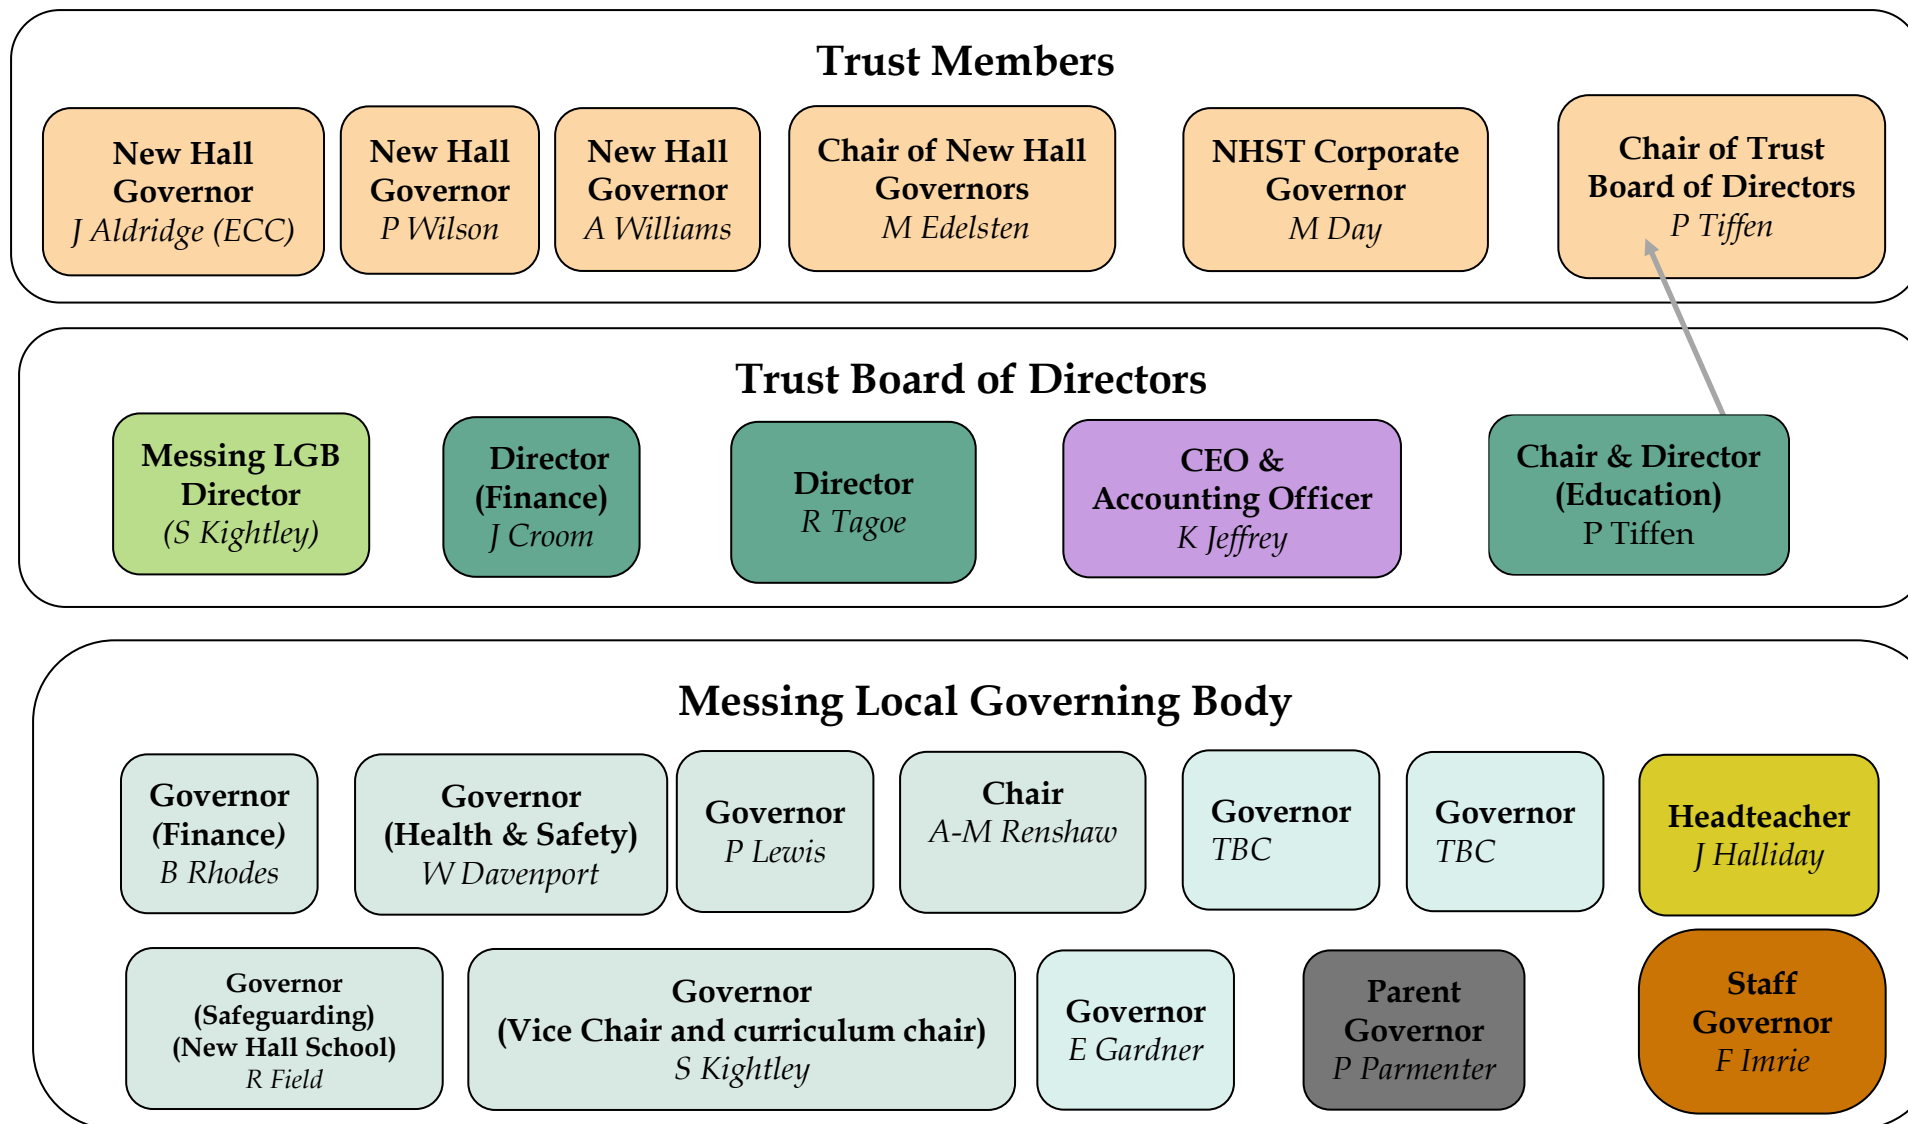 Trust Members
New Hall
Governor
J Aldridge (ECC)
New Hall
Governor
P Wilson
New Hall
Governor
A Williams
Chair of New Hall
Governors
M Edelsten
NHST Corporate
Governor
M Day
Chair of Trust
Board of Directors
P Tiffen
Trust Board of Directors
Messing LGB
Director
(S Kightley)
Director
(Finance)
J Croom
Director
R Tagoe
CEO &
Accounting Officer
K Jeffrey
Chair & Director
(Education)
P Tiffen
Messing Local Governing Body
Governor
(Finance)
B Rhodes
Governor
(Health & Safety)
W Davenport
Governor
P Lewis
Chair
A-M Renshaw
Governor
TBC
Governor
TBC
Headteacher
J Halliday
Governor
(Safeguarding)
(New Hall School)
R Field
Governor
(Vice Chair and curriculum chair)
S Kightley
Governor
E Gardner
Parent
Governor
P Parmenter
Staff
Governor
F Imrie